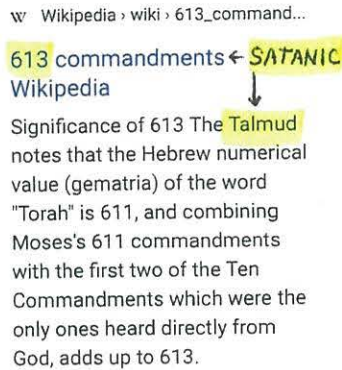 W Wikipedia › wiki › 613_command...
613 commandments ← SATANIC
Wikipedia
Significance of 613 The Talmud
notes that the Hebrew numerical
value (gematria) of the word
"Torah" is 611, and combining
Moses's 611 commandments
with the first two of the Ten
Commandments which were the
only ones heard directly from
God, adds up to 613.